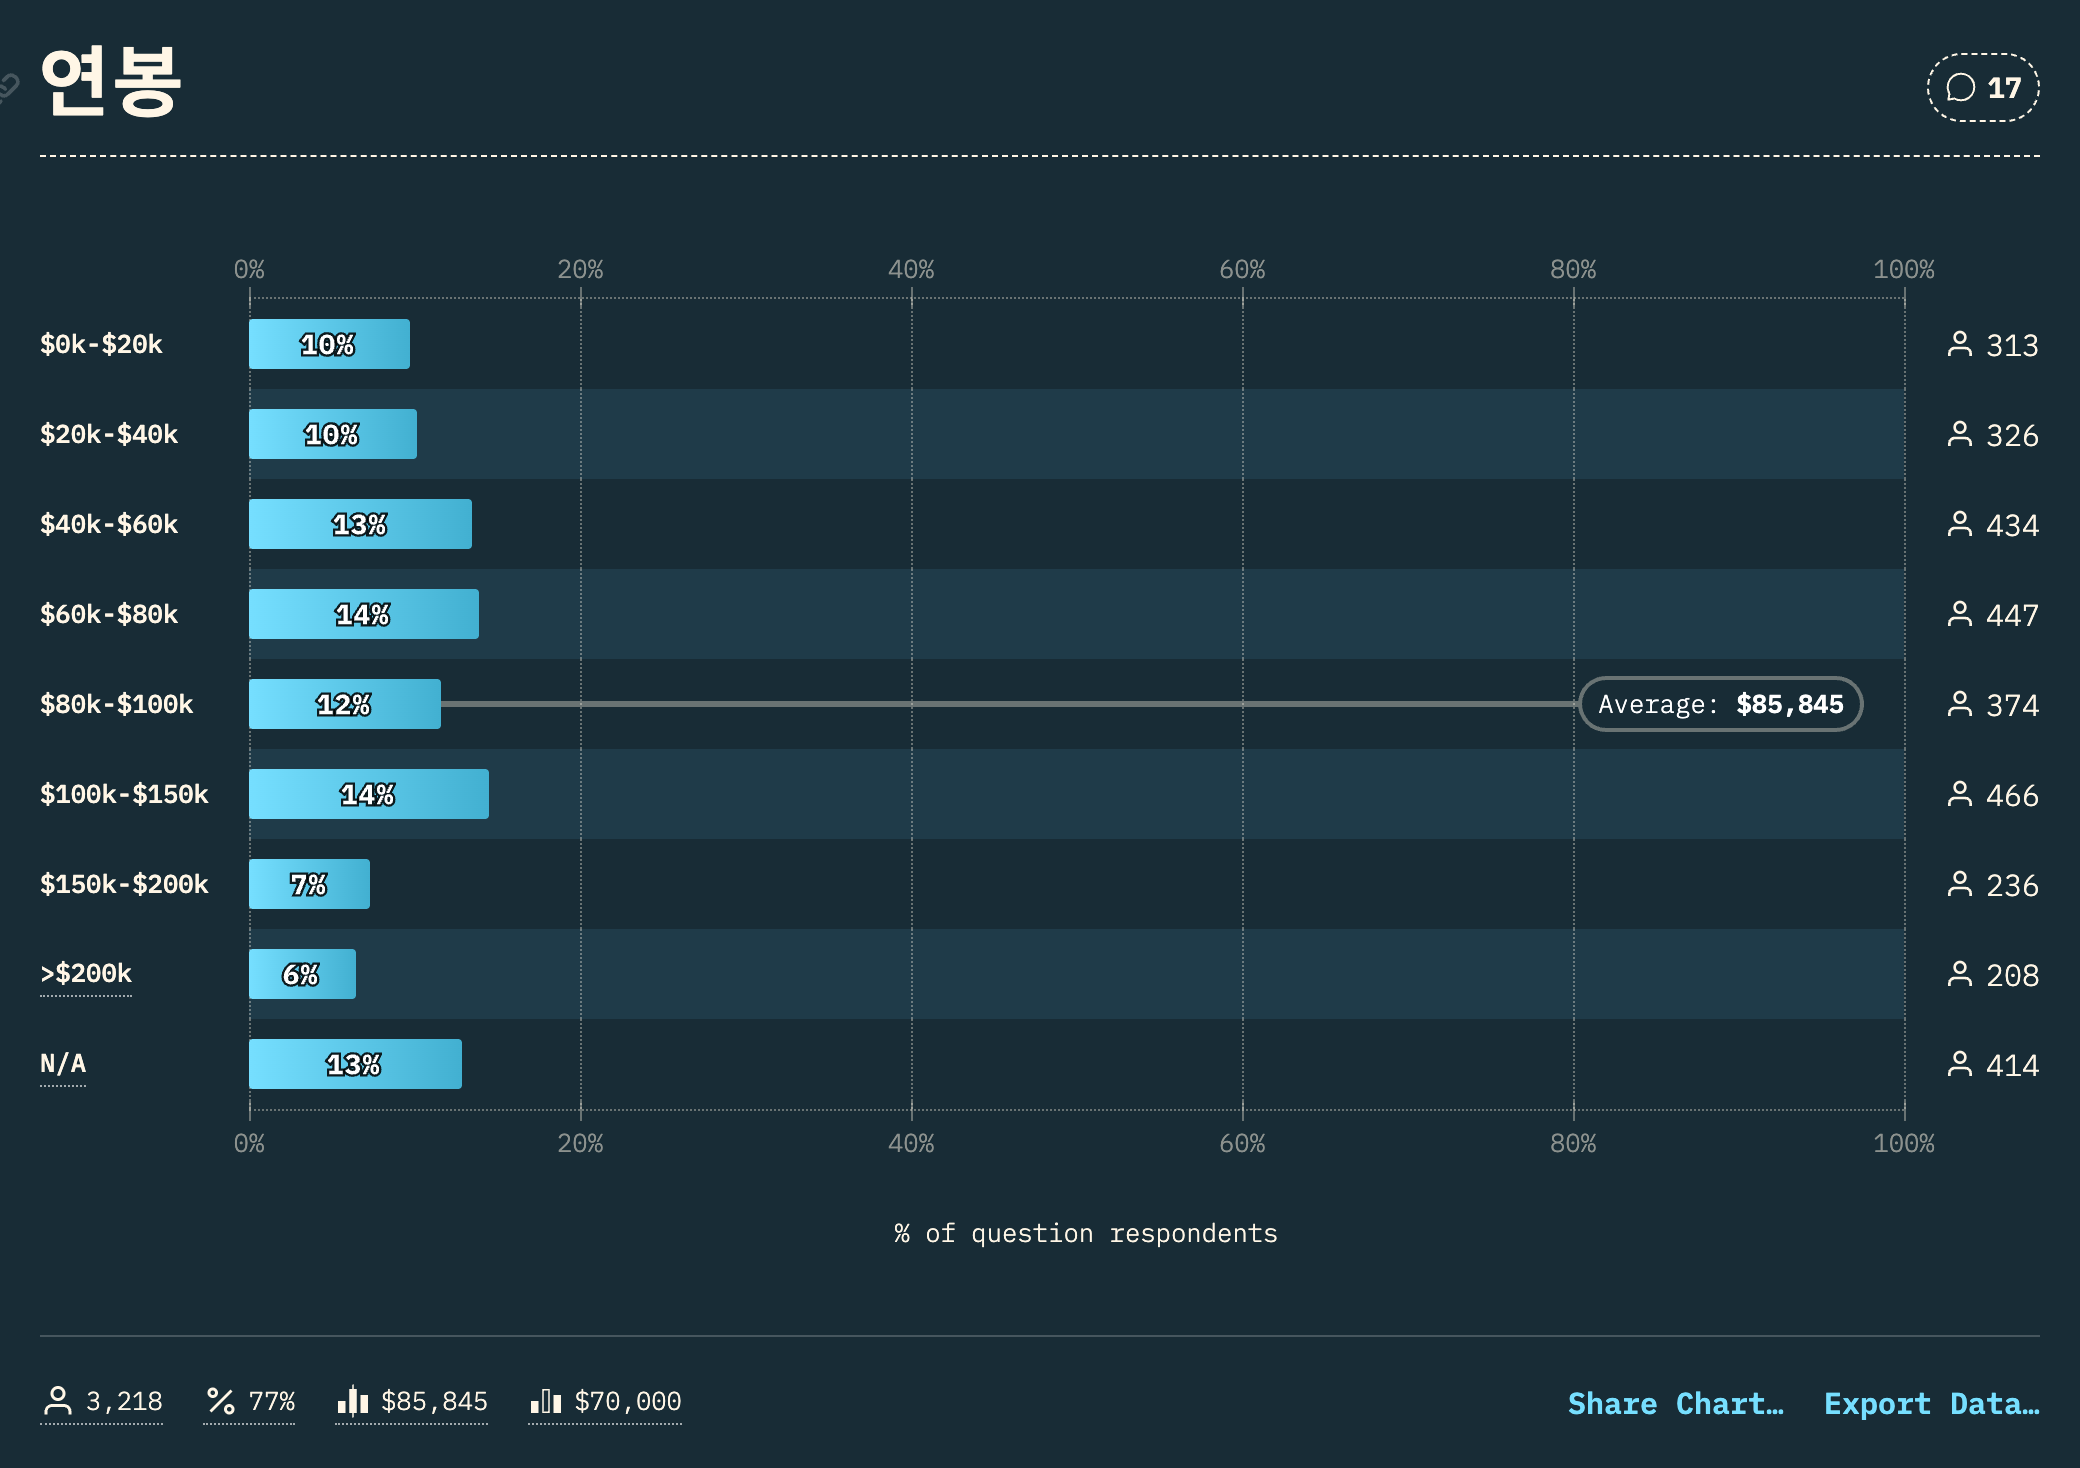 연봉
17
0% 20% 40% 60% 80% 100%
$0k-$20k 10% 313
$20k-$40k 10% 326
$40k-$60k 13% 434
$60k-$80k 14% 447
$80k-$100k 12% Average: $85,845 374
$100k-$150k 14% 466
$150k-$200k 7% 236
>$200k 6% 208
N/A 13% 414
0% 20% 40% 60% 80% 100%
% of question respondents
3,218 77% $85,845 $70,000 Share Chart… Export Data…